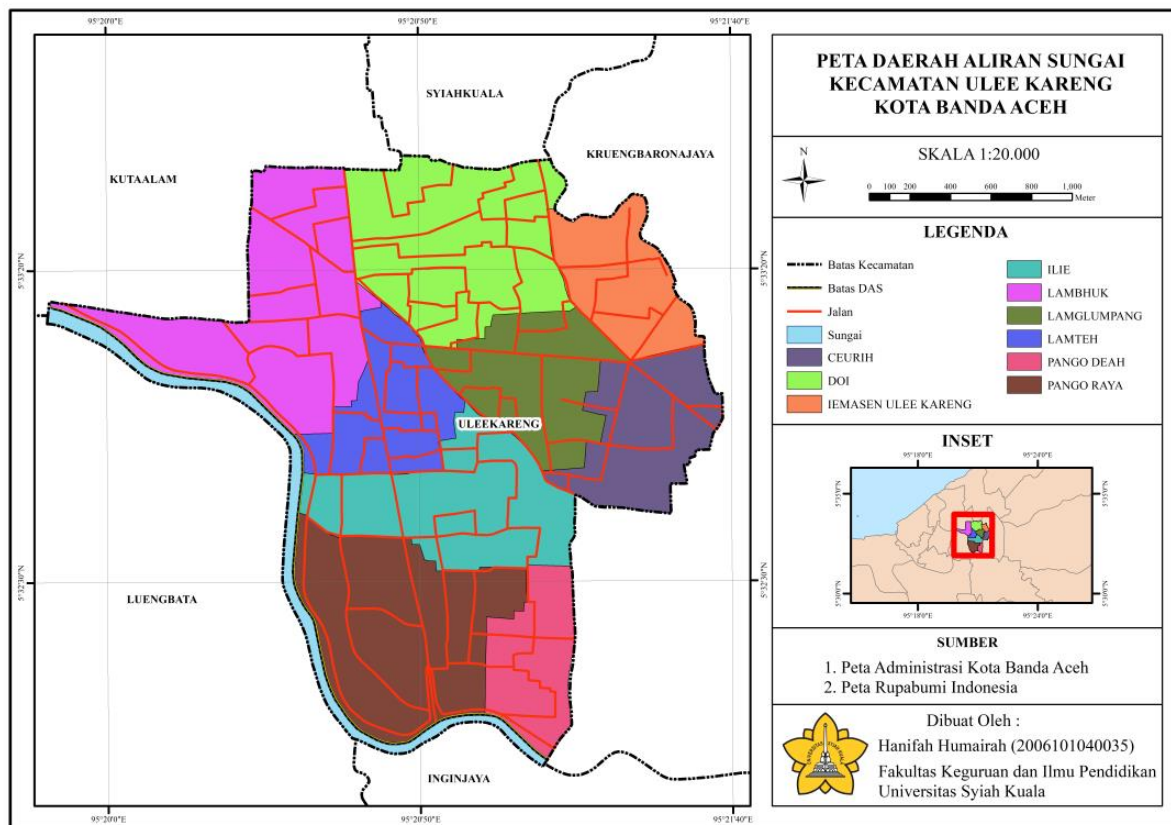 95°20'0"E
95°20'50"E
95°21'40"E
5°33'20"N
5°32'30"N
SYIAHKUALA
KRUENGBARONAJAYA
KUTAALAM
ULEEKARENG
LUENGBATA
INGINJAYA
5°33'20"N
5°32'30"N
95°20'0"E
95°20'50"E
95°21'40"E
PETA DAERAH ALIRAN SUNGAI
KECAMATAN ULEE KARENG
KOTA BANDA ACEH
N
SKALA 1:20.000
0 100 200 400 600 800 1,000
Meter
LEGENDA
Batas Kecamatan
Batas DAS
Jalan
Sungai
CEURIH
DOI
IEMASEN ULEE KARENG
ILIE
LAMBHUK
LAMGLUMPANG
LAMTEH
PANGO DEAH
PANGO RAYA
INSET
95°18'0"E
95°24'0"E
5°35'0"N
5°30'0"N
5°35'0"N
5°30'0"N
95°18'0"E
95°24'0"E
SUMBER
1. Peta Administrasi Kota Banda Aceh
2. Peta Rupabumi Indonesia
Dibuat Oleh :
Hanifah Humairah (2006101040035)
Fakultas Keguruan dan Ilmu Pendidikan
Universitas Syiah Kuala